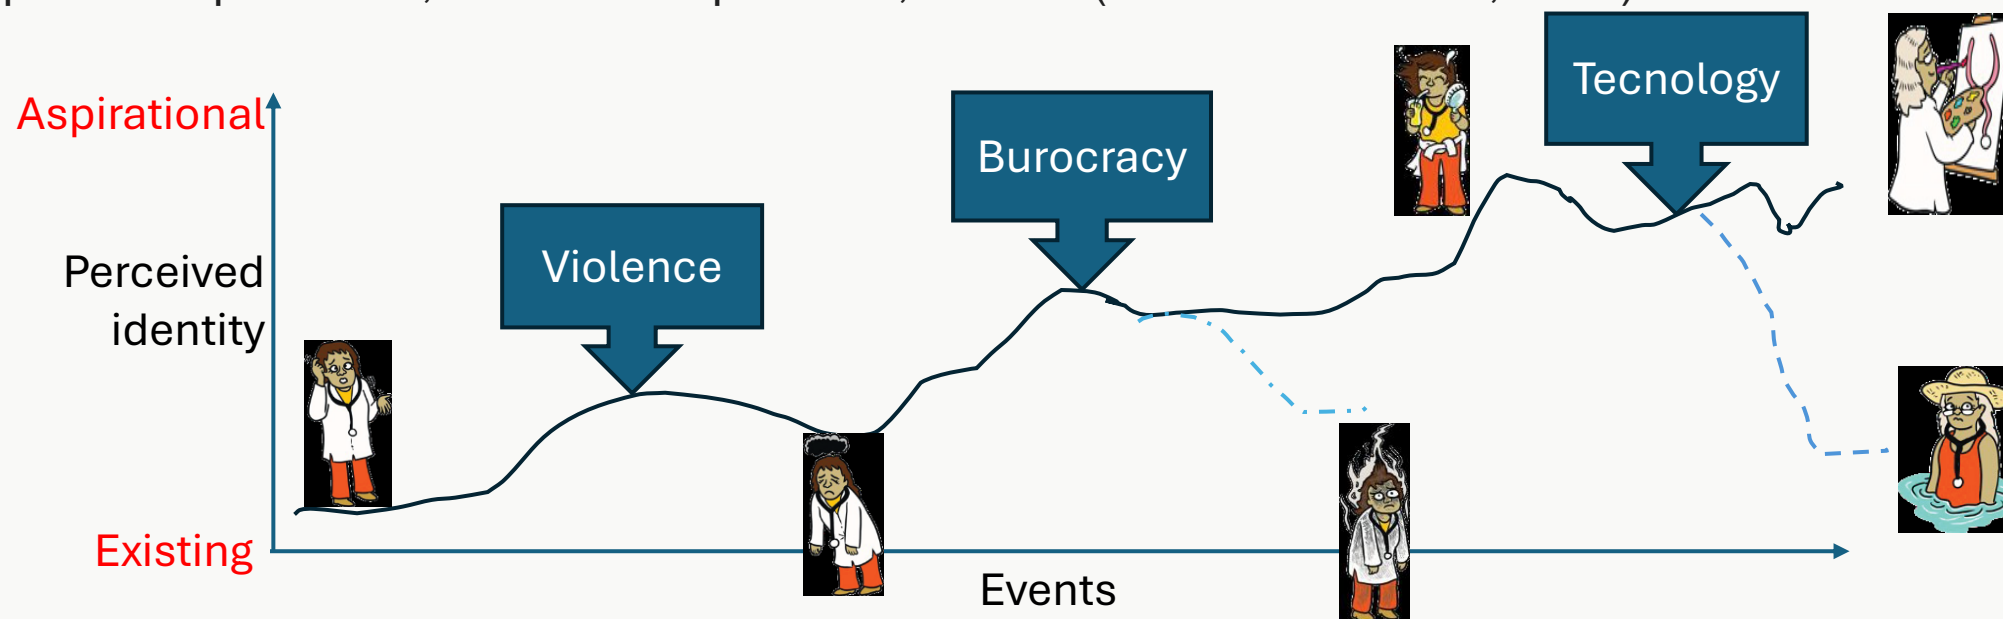 Aspirational
Tecnology
Burocracy
Violence
Perceived
identity
Existing
Events